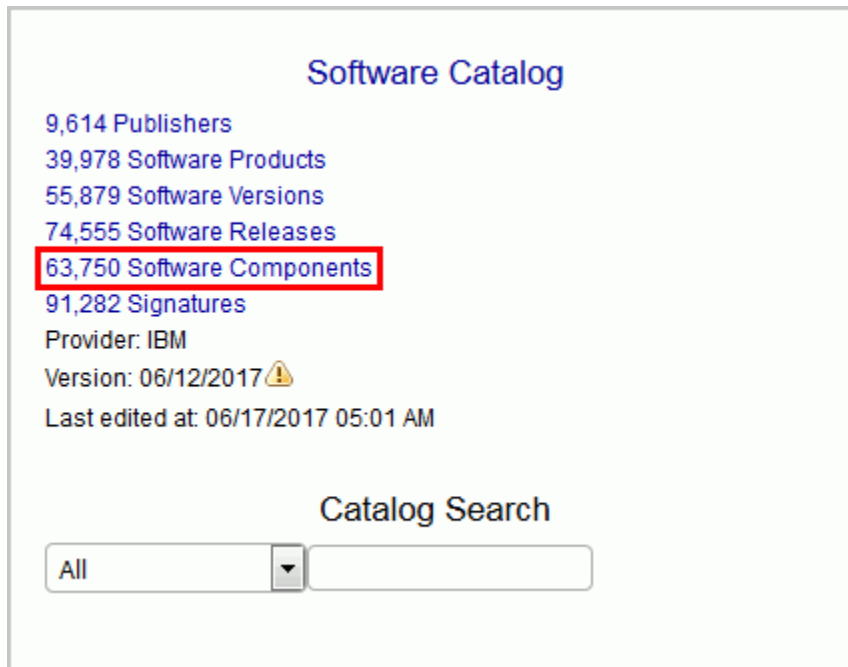 Software Catalog
9,614 Publishers
39,978 Software Products
55,879 Software Versions
74,555 Software Releases
63,750 Software Components
91,282 Signatures
Provider: IBM
Version: 06/12/2017
Last edited at: 06/17/2017 05:01 AM
Catalog Search
All